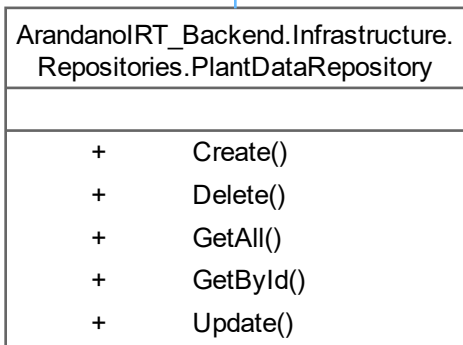 ArandanoIRT_Backend.Infrastructure.
Repositories.PlantDataRepository
+ Create()
+ Delete()
+ GetAll()
+ GetById()
+ Update()